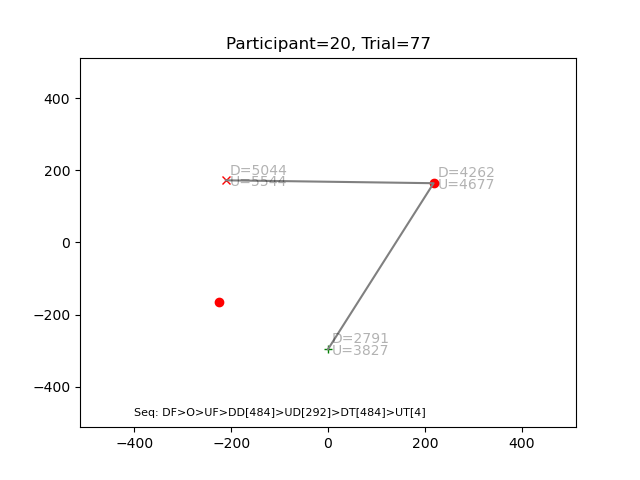 Participant=20, Trial=77
400
200
0
−200
−400
D=5044
U=5544
D=4262
U=4677
D=2791
U=3827
Seq: DF>O>UF>DD[484]>UD[292]>DT[484]>UT[4]
−400
−200
0
200
400